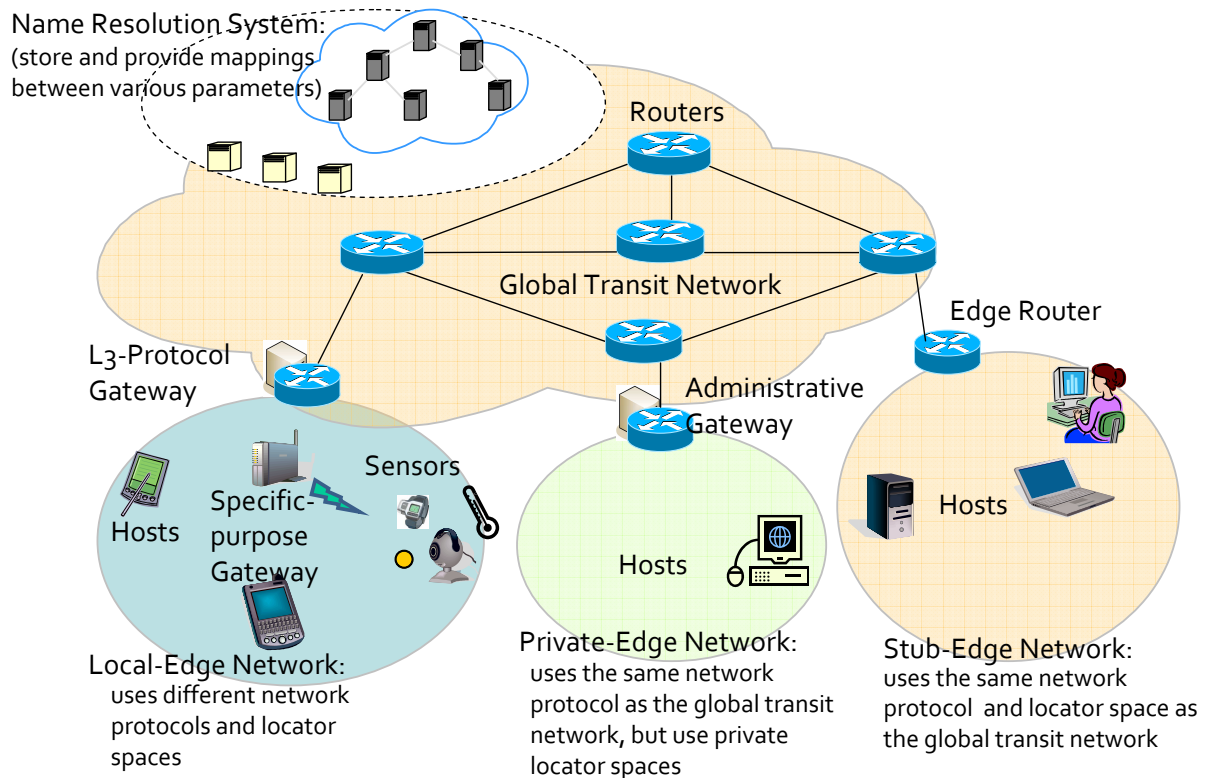 Name Resolution System:
(store and provide mappings
between various parameters)
Routers
Global Transit Network
Edge Router
L3-Protocol
Gateway
Administrative
Gateway
Sensors
Hosts
Specific-
purpose
Gateway
Hosts
Hosts
Local-Edge Network:
uses different network
protocols and locator
spaces
Private-Edge Network:
uses the same network
protocol as the global transit
network, but use private
locator spaces
Stub-Edge Network:
uses the same network
protocol and locator space as
the global transit network